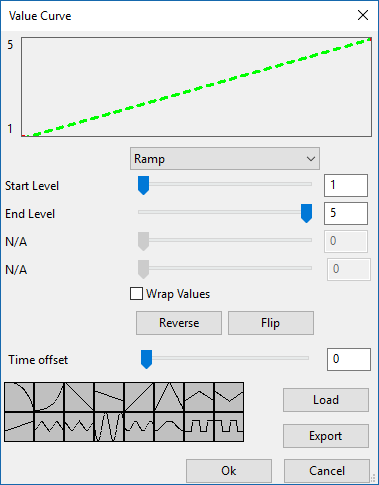 Value Curve
5
1
Ramp
Start Level 1
End Level 5
N/A 0
N/A 0
Wrap Values
Reverse Flip
Time offset 0
Load
Export
Ok Cancel